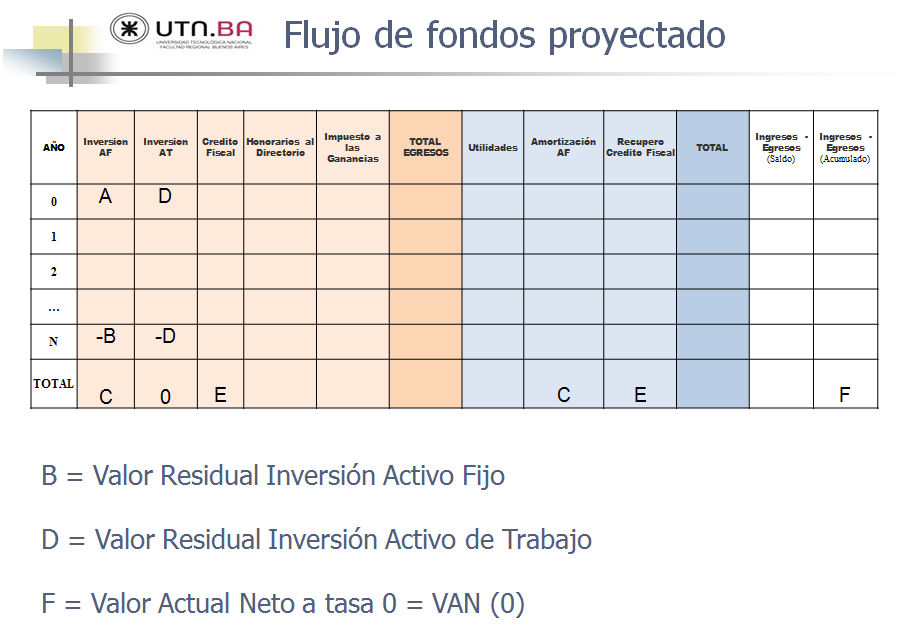 UTN.BA
UNIVERSIDAD TECNOLÓGICA NACIONAL
FACULTAD REGIONAL BUENOS AIRES
Flujo de fondos proyectado
AÑO Inversion AF Inversion AT Credito Fiscal Honorarios al Directorio Impuesto a las Ganancias TOTAL EGRESOS Utilidades Amortización AF Recupero Credito Fiscal TOTAL Ingresos - Egresos (Saldo) Ingresos - Egresos (Acumulado)
0 A D
1
2
...
N -B -D
TOTAL C 0 E C E F
B = Valor Residual Inversión Activo Fijo
D = Valor Residual Inversión Activo de Trabajo
F = Valor Actual Neto a tasa 0 = VAN (0)